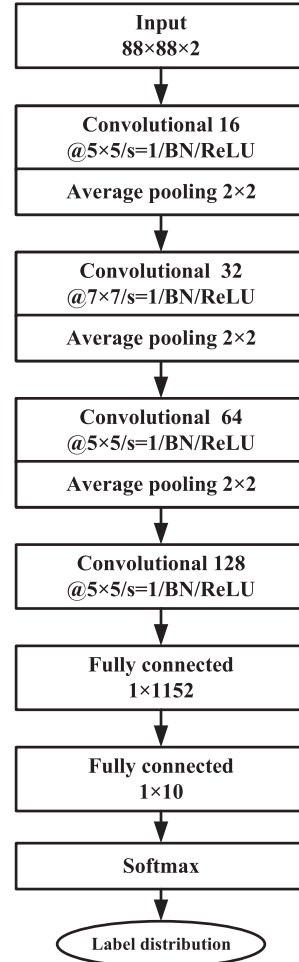 Input
88×88×2
Convolutional 16
@5×5/s=1/BN/ReLU
Average pooling 2×2
Convolutional 32
@7×7/s=1/BN/ReLU
Average pooling 2×2
Convolutional 64
@5×5/s=1/BN/ReLU
Average pooling 2×2
Convolutional 128
@5×5/s=1/BN/ReLU
Fully connected
1×1152
Fully connected
1×10
Softmax
Label distribution